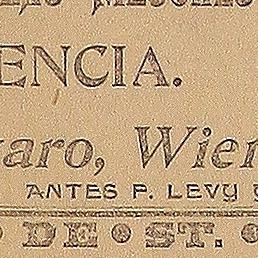 ENCIA.
aro, Wien
ANTES P. LEVY
DE • ST.